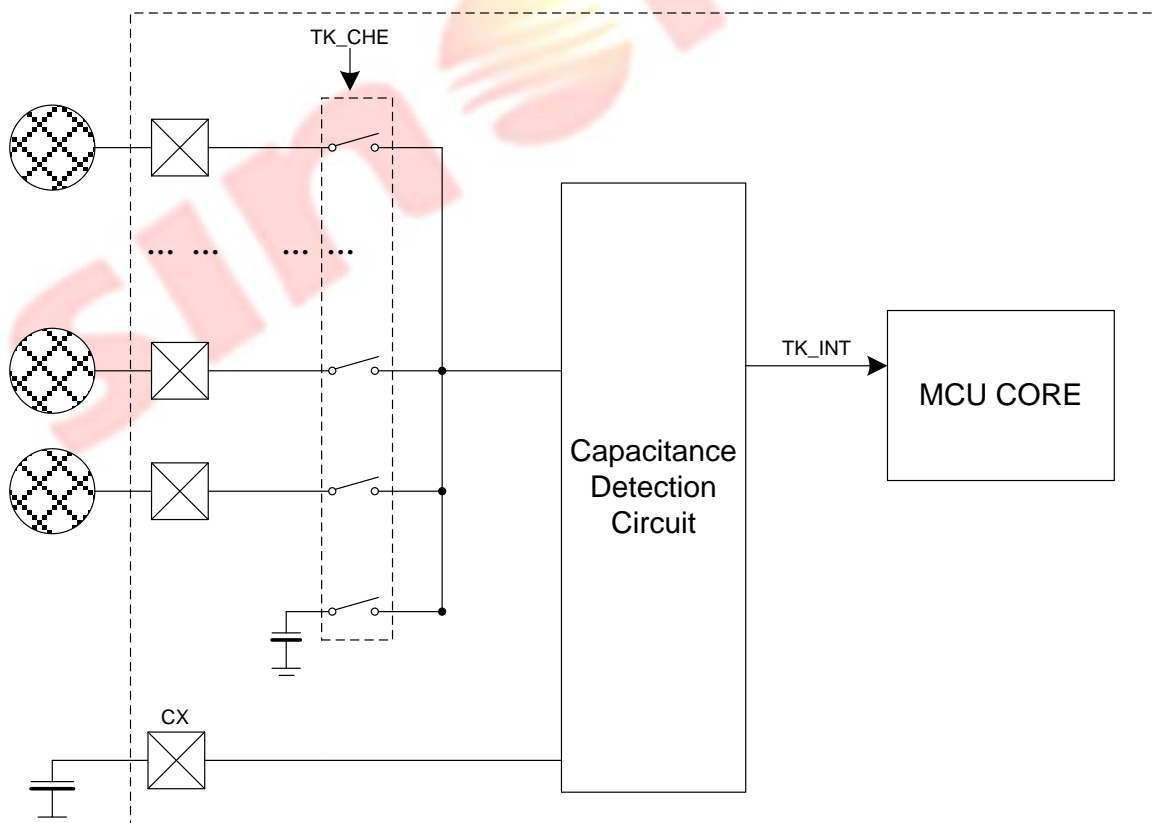 TK_CHE
... ... ... ...
Capacitance
Detection
Circuit
TK_INT
MCU CORE
CX